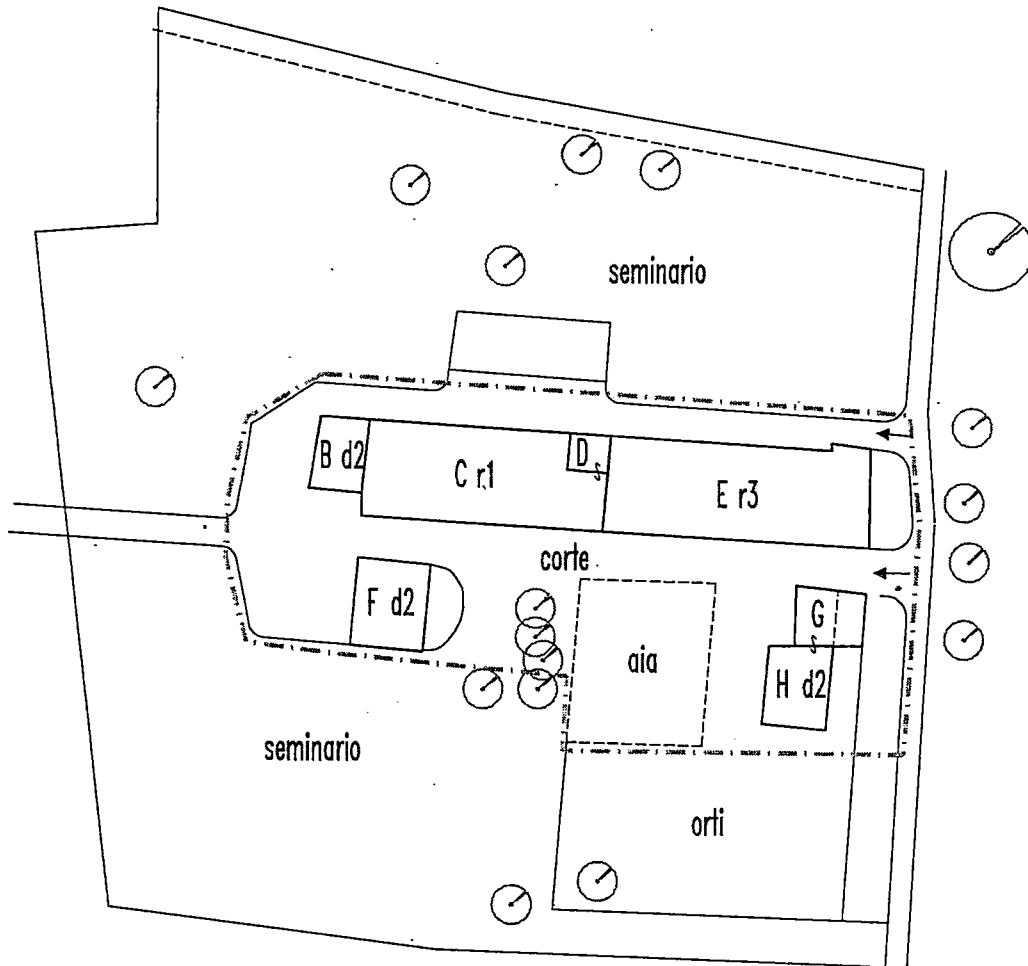 seminario
B d2
C r.1
D
E r3
corte
F d2
G
aia
H d2
seminario
orti